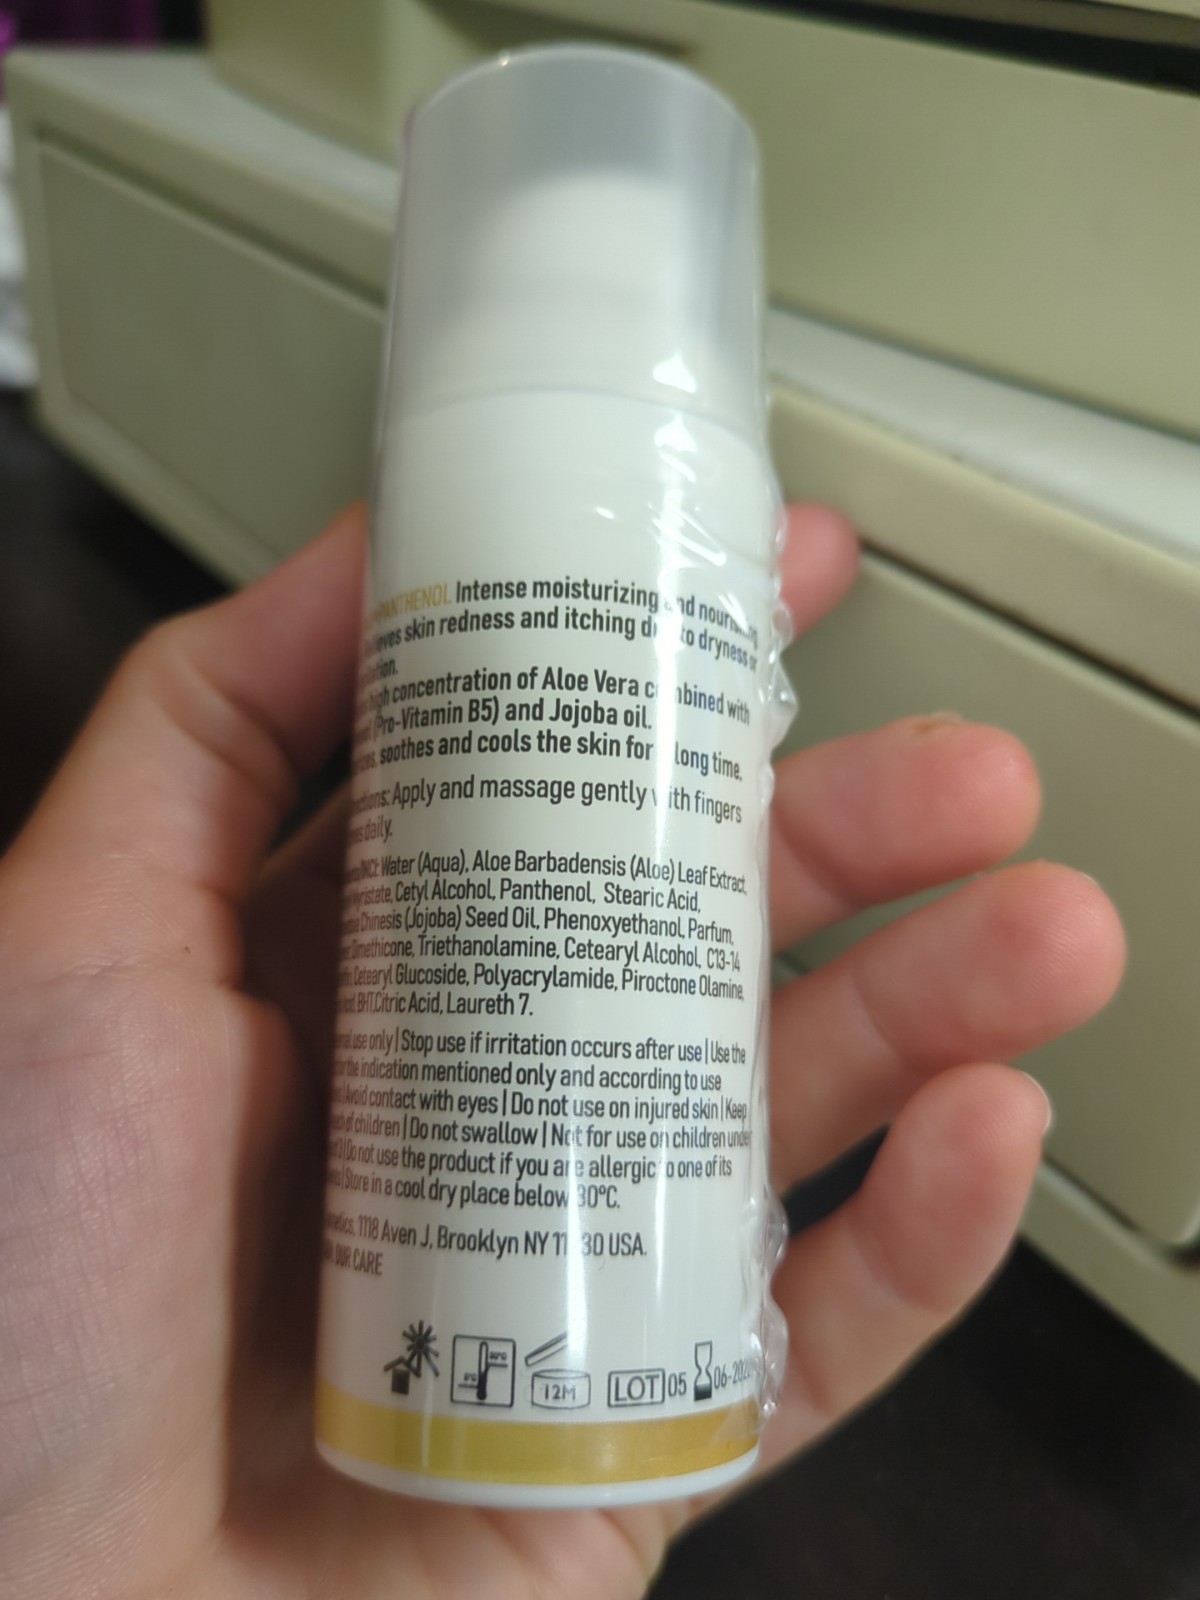 PANTHENOL Intense moisturizing and
skin redness and itching to dryness or
high concentration of Aloe Vera with
(Pro-Vitamin B5) and Jojoba oil.
soothes and cools the skin for long time.
Apply and massage gently with fingers
daily.
Water (Aqua), Aloe Barbadensis (Aloe) Leaf Extract,
Myristate, Cetyl Alcohol, Panthenol, Stearic Acid,
Chinesis (Jojoba) Seed Oil, Phenoxyethanol, Parfum,
Dimethicone, Triethanolamine, Cetearyl Alcohol, C13-14
Cetearyl Glucoside, Polyacrylamide, Piroctone Olamine,
BHT,Citric Acid, Laureth 7.
use only | Stop use if irritation occurs after use | Use the
the indication mentioned only and according to use
| Avoid contact with eyes | Do not use on injured skin | Keep
of children | Do not swallow | Not for use on children under
| Do not use the product if you are allergic to one of its
| Store in a cool dry place below 30°C.
1118 Aven J, Brooklyn NY USA.
OUR CARE
12M LOT 05